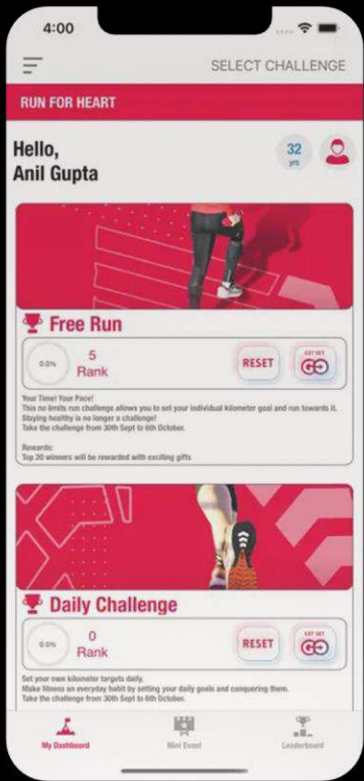 4:00
SELECT CHALLENGE
RUN FOR HEART
Hello,
Anil Gupta
32
yrs
Free Run
0.0%
5
Rank
RESET
GET SET
GO
Your Time! Your Pace!
This no limits run challenge allows you to set your individual kilometer goal and run towards it.
Staying healthy is no longer a challenge!
Take the challenge from 30th Sept to 6th October.
Rewards:
Top 20 winners will be rewarded with exciting gifts
Daily Challenge
0.0%
0
Rank
RESET
GET SET
GO
Set your own kilometer targets daily.
Make fitness an everyday habit by setting your daily goals and conquering them.
Take the challenge from 30th Sept to 6th October.
My Dashboard
Mini Event
Leaderboard